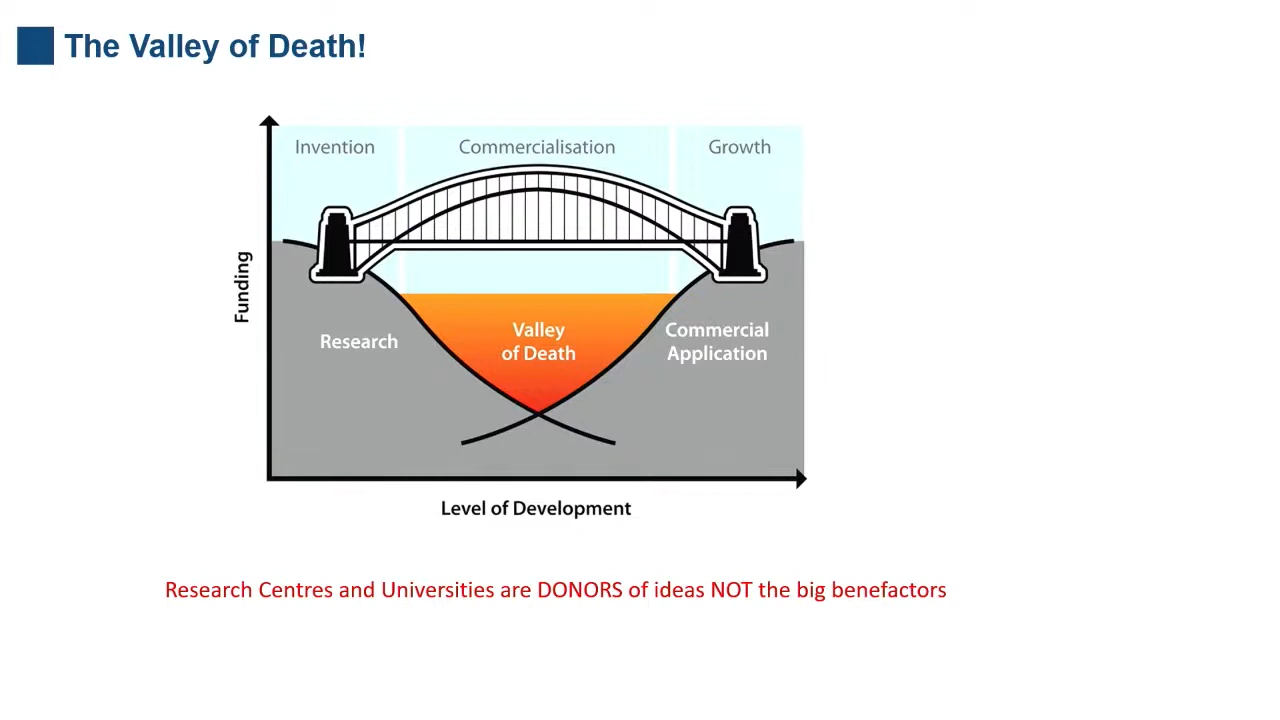 The Valley of Death!
Invention
Commercialisation
Growth
Funding
Research
Valley
of Death
Commercial
Application
Level of Development
Research Centres and Universities are DONORS of ideas NOT the big benefactors